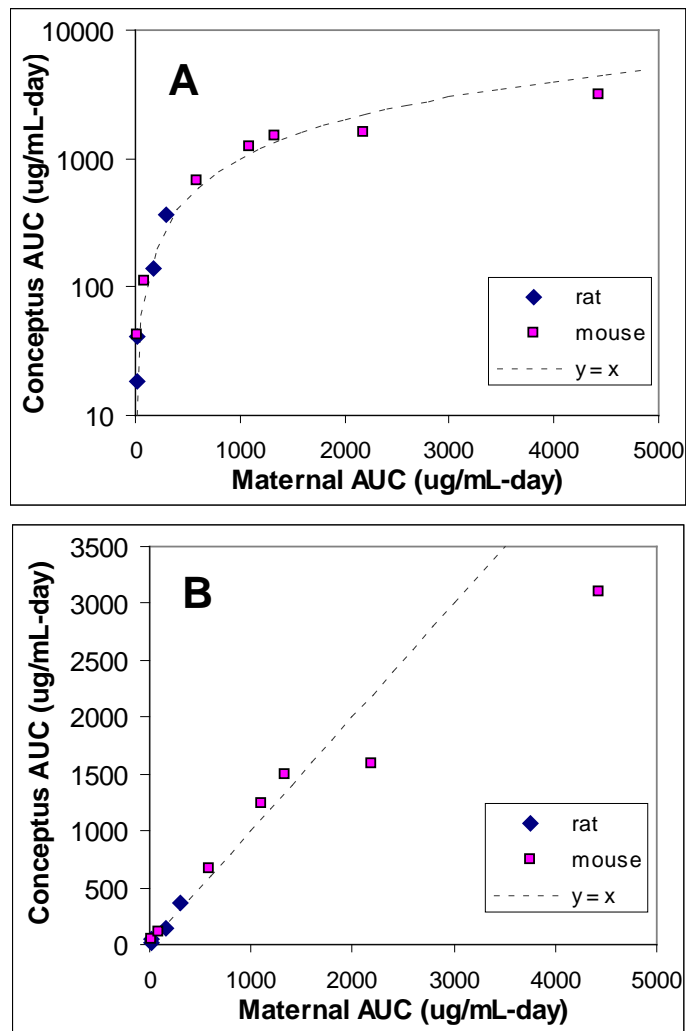 A
Conceptus AUC (ug/mL-day)
10000
1000
100
10
rat
mouse
y = x
0 1000 2000 3000 4000 5000
Maternal AUC (ug/mL-day)
B
Conceptus AUC (ug/mL-day)
3500
3000
2500
2000
1500
1000
500
0
rat
mouse
y = x
0 1000 2000 3000 4000 5000
Maternal AUC (ug/mL-day)